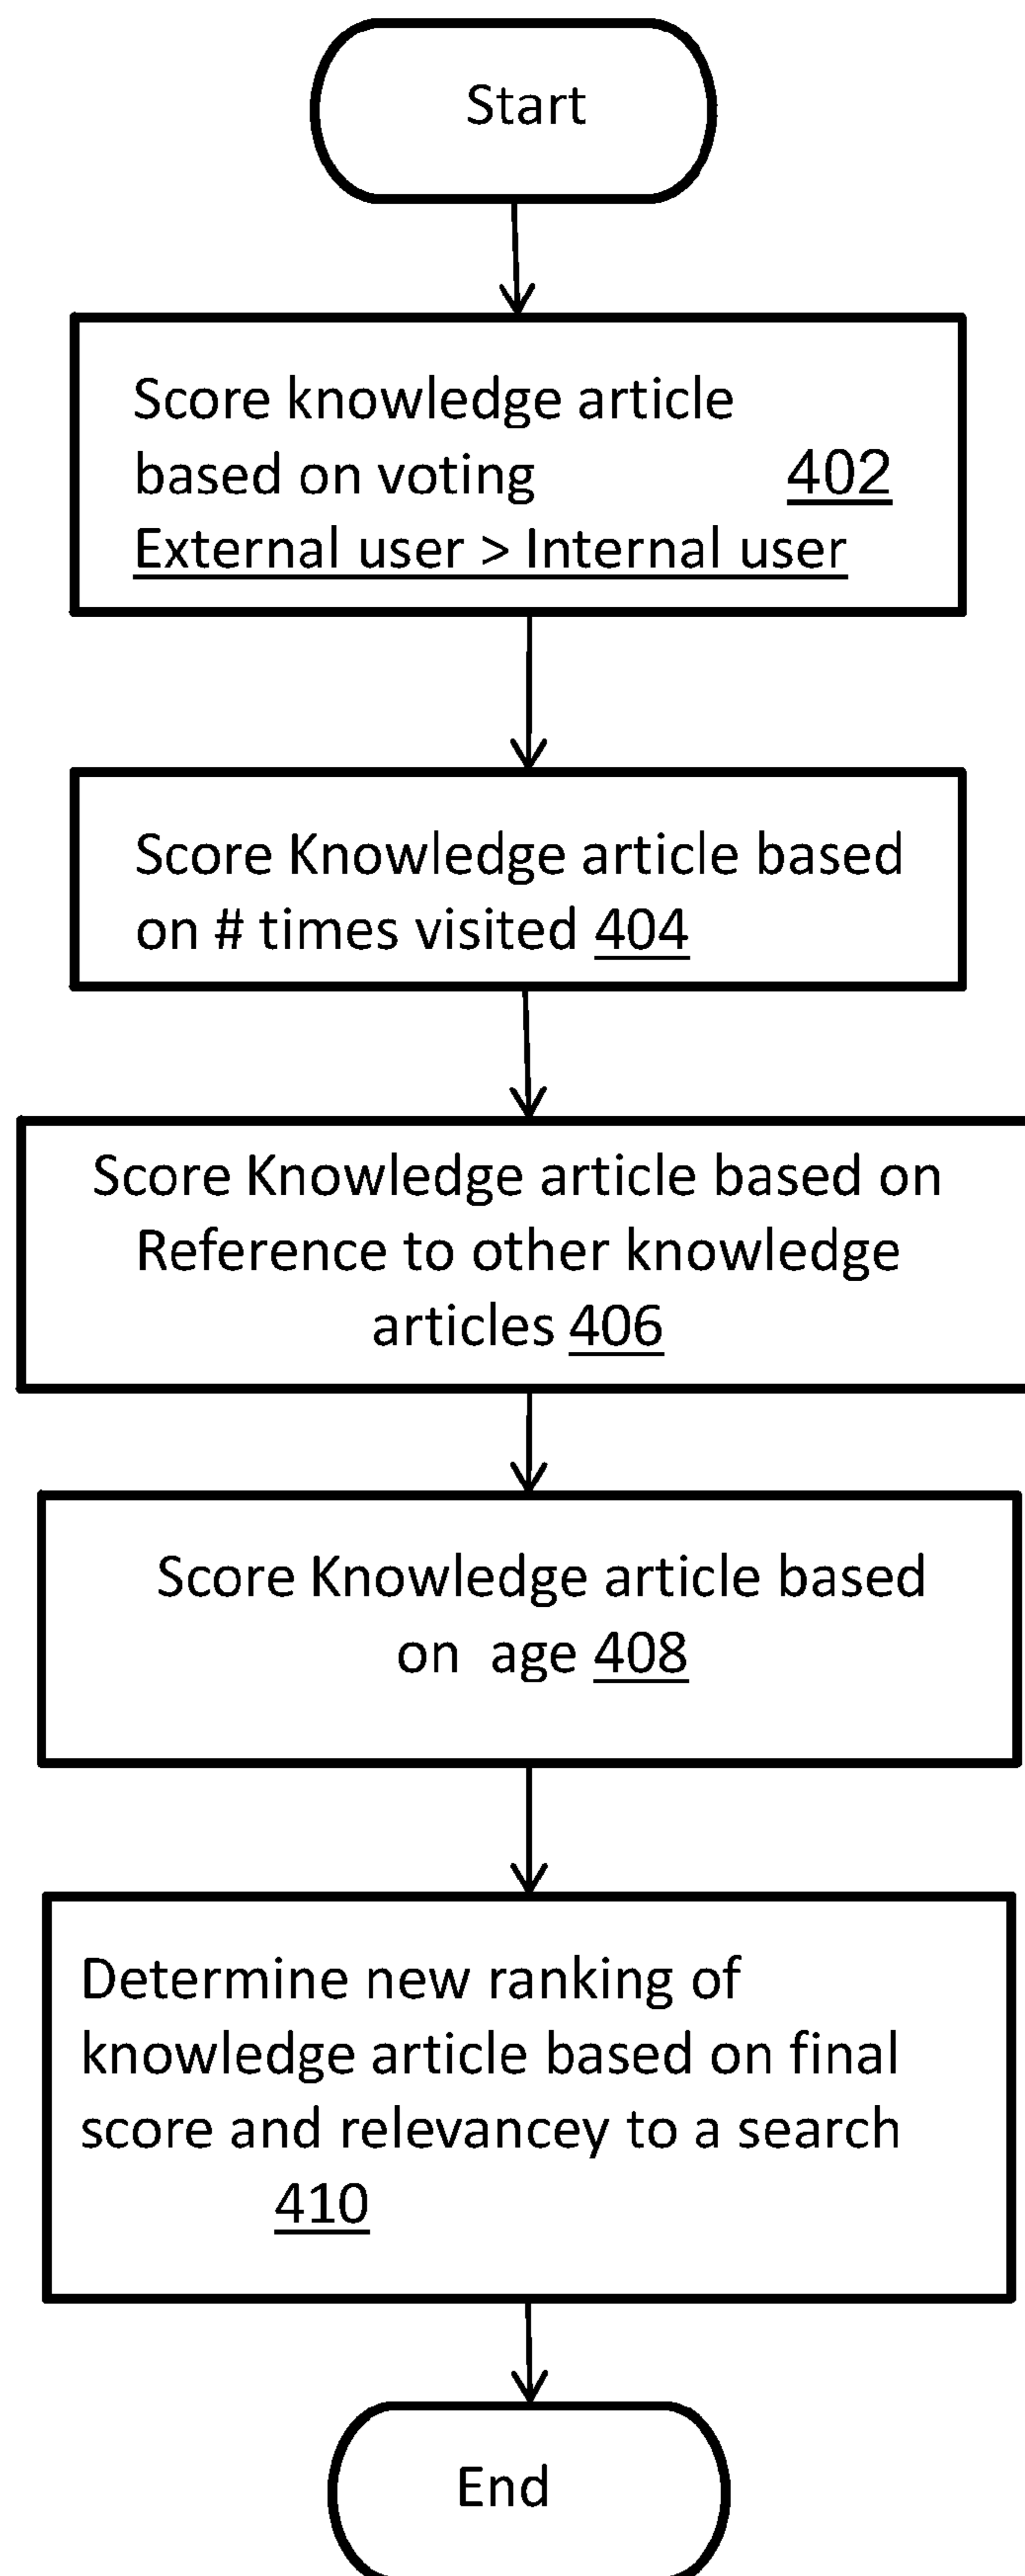 Start
Score knowledge article
based on voting 402
External user > Internal user
Score Knowledge article based
on # times visited 404
Score Knowledge article based on
Reference to other knowledge
articles 406
Score Knowledge article based
on age 408
Determine new ranking of
knowledge article based on final
score and relevancey to a search
410
End